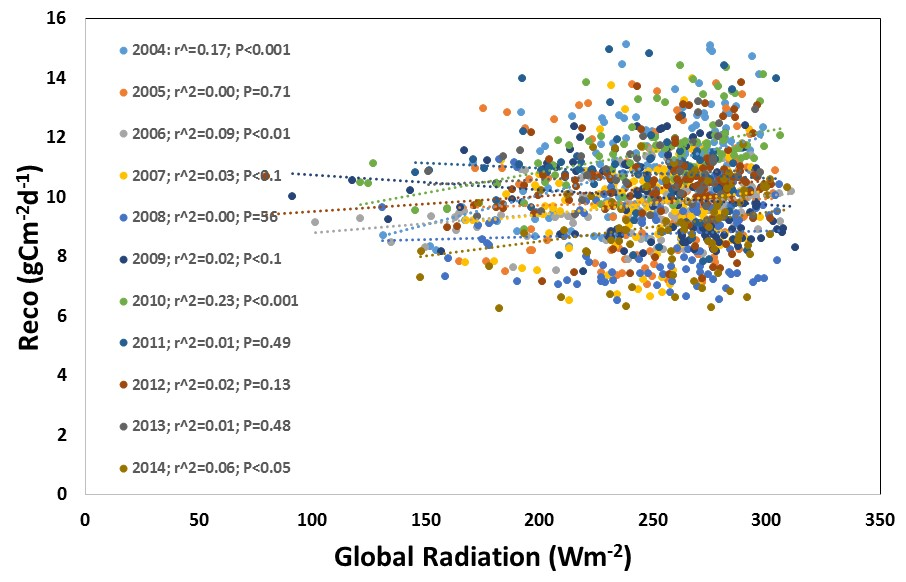 16
14
12
10
8
6
4
2
0
Reco (gCm-2d-1)
2004: r^=0.17; P<0.001
2005; r^2=0.00; P=0.71
2006; r^2=0.09; P<0.01
2007; r^2=0.03; P<0.1
2008; r^2=0.00; P=56
2009; r^2=0.02; P<0.1
2010; r^2=0.23; P<0.001
2011; r^2=0.01; P=0.49
2012; r^2=0.02; P=0.13
2013; r^2=0.01; P=0.48
2014; r^2=0.06; P<0.05
0 50 100 150 200 250 300 350
Global Radiation (Wm-2)